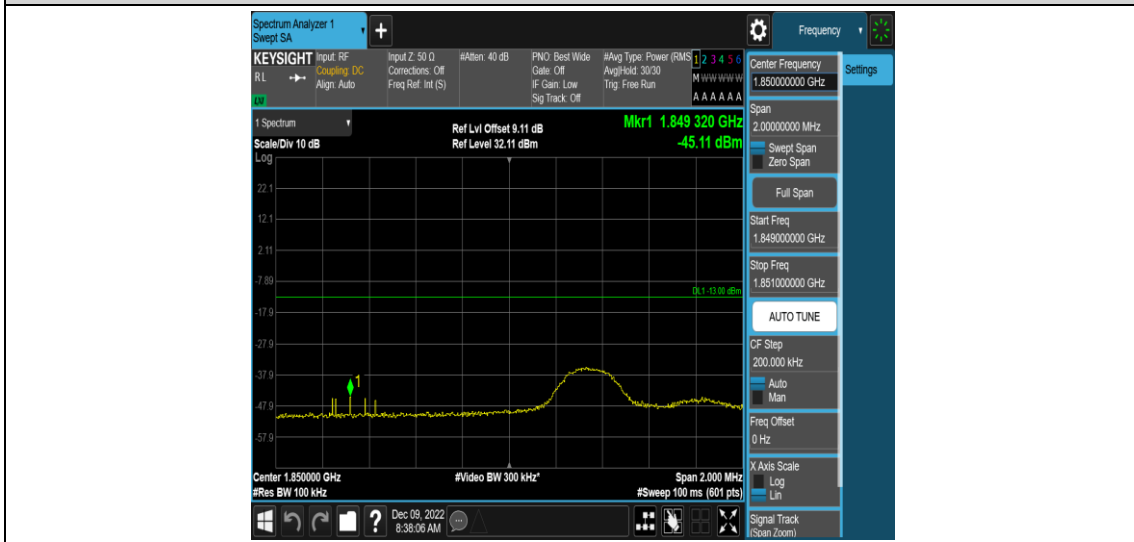 Spectrum Analyzer 1
Swept SA
+
Frequency
KEYSIGHT
RL
LXI
Input: RF
Coupling: DC
Align: Auto
Input Z: 50 Ω
Corrections: Off
Freq Ref: Int (S)
#Atten: 40 dB
PNO: Best Wide
Gate: Off
IF Gain: Low
Sig Track: Off
#Avg Type: Power (RMS
Avg|Hold: 30/30
Trig: Free Run
1 2 3 4 5 6
M W W W W W
A A A A A A
1 Spectrum
Scale/Div 10 dB
Log
Ref Lvl Offset 9.11 dB
Ref Level 32.11 dBm
Mkr1 1.849 320 GHz
-45.11 dBm
22.1
12.1
2.11
-7.89
DL1 -13.00 dBm
-17.9
-27.9
-37.9
1
-47.9
-57.9
Center 1.850000 GHz
#Res BW 100 kHz
#Video BW 300 kHz*
Span 2.000 MHz
#Sweep 100 ms (601 pts)
Center Frequency
1.850000000 GHz
Settings
Span
2.00000000 MHz
Swept Span
Zero Span
Full Span
Start Freq
1.849000000 GHz
Stop Freq
1.851000000 GHz
AUTO TUNE
CF Step
200.000 kHz
Auto
Man
Freq Offset
0 Hz
X Axis Scale
Log
Lin
Signal Track
(Span Zoom)
?
Dec 09, 2022
8:38:06 AM